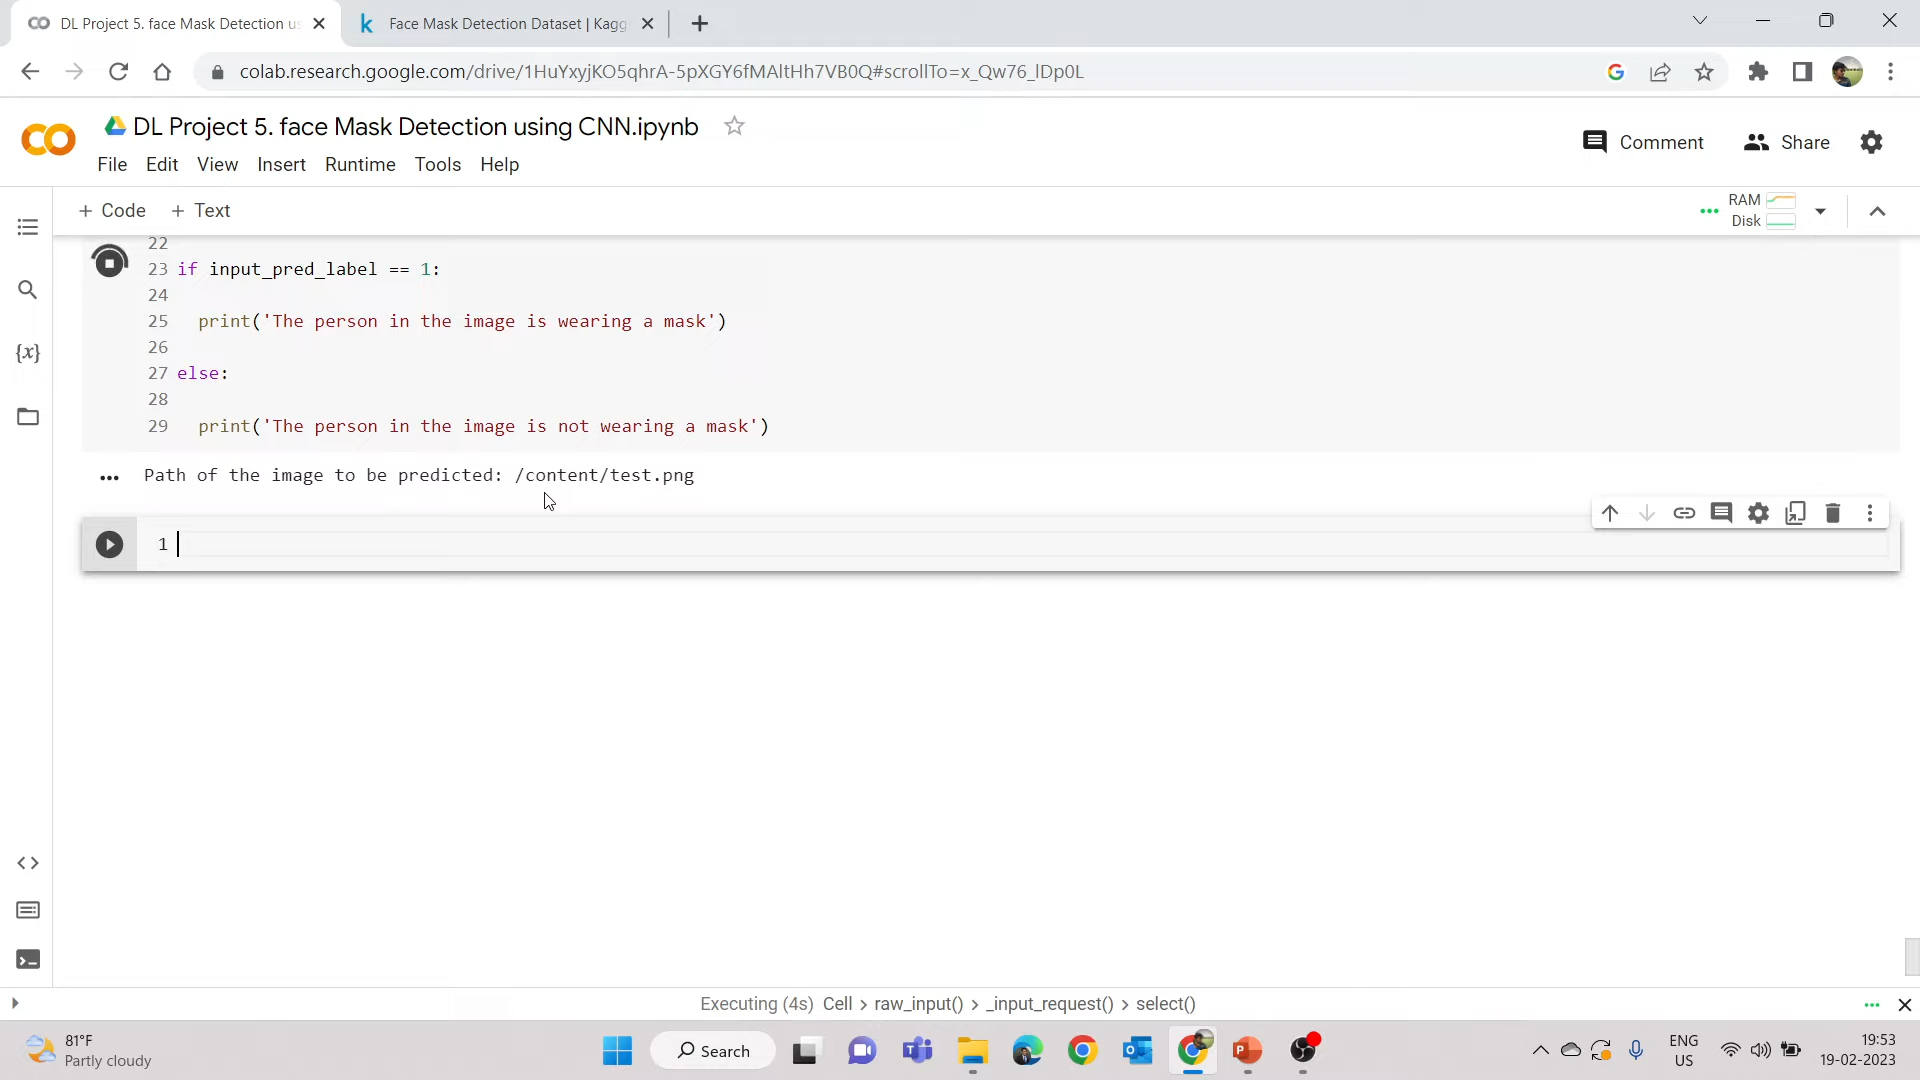 DL Project 5. face Mask Detection us
Face Mask Detection Dataset | Kagg
colab.research.google.com/drive/1HuYxyjKO5qhrA-5pXGY6fMAltHh7VB0Q#scrollTo=x_Qw76_lDp0L
DL Project 5. face Mask Detection using CNN.ipynb
Comment
Share
File Edit View Insert Runtime Tools Help
+ Code + Text
RAM
Disk
22
23 if input_pred_label == 1:
24
25 print('The person in the image is wearing a mask')
26
27 else:
28
29 print('The person in the image is not wearing a mask')
Path of the image to be predicted: /content/test.png
1
Executing (4s) Cell > raw_input() > _input_request() > select()
81°F
Partly cloudy
Search
ENG
US
19:53
19-02-2023